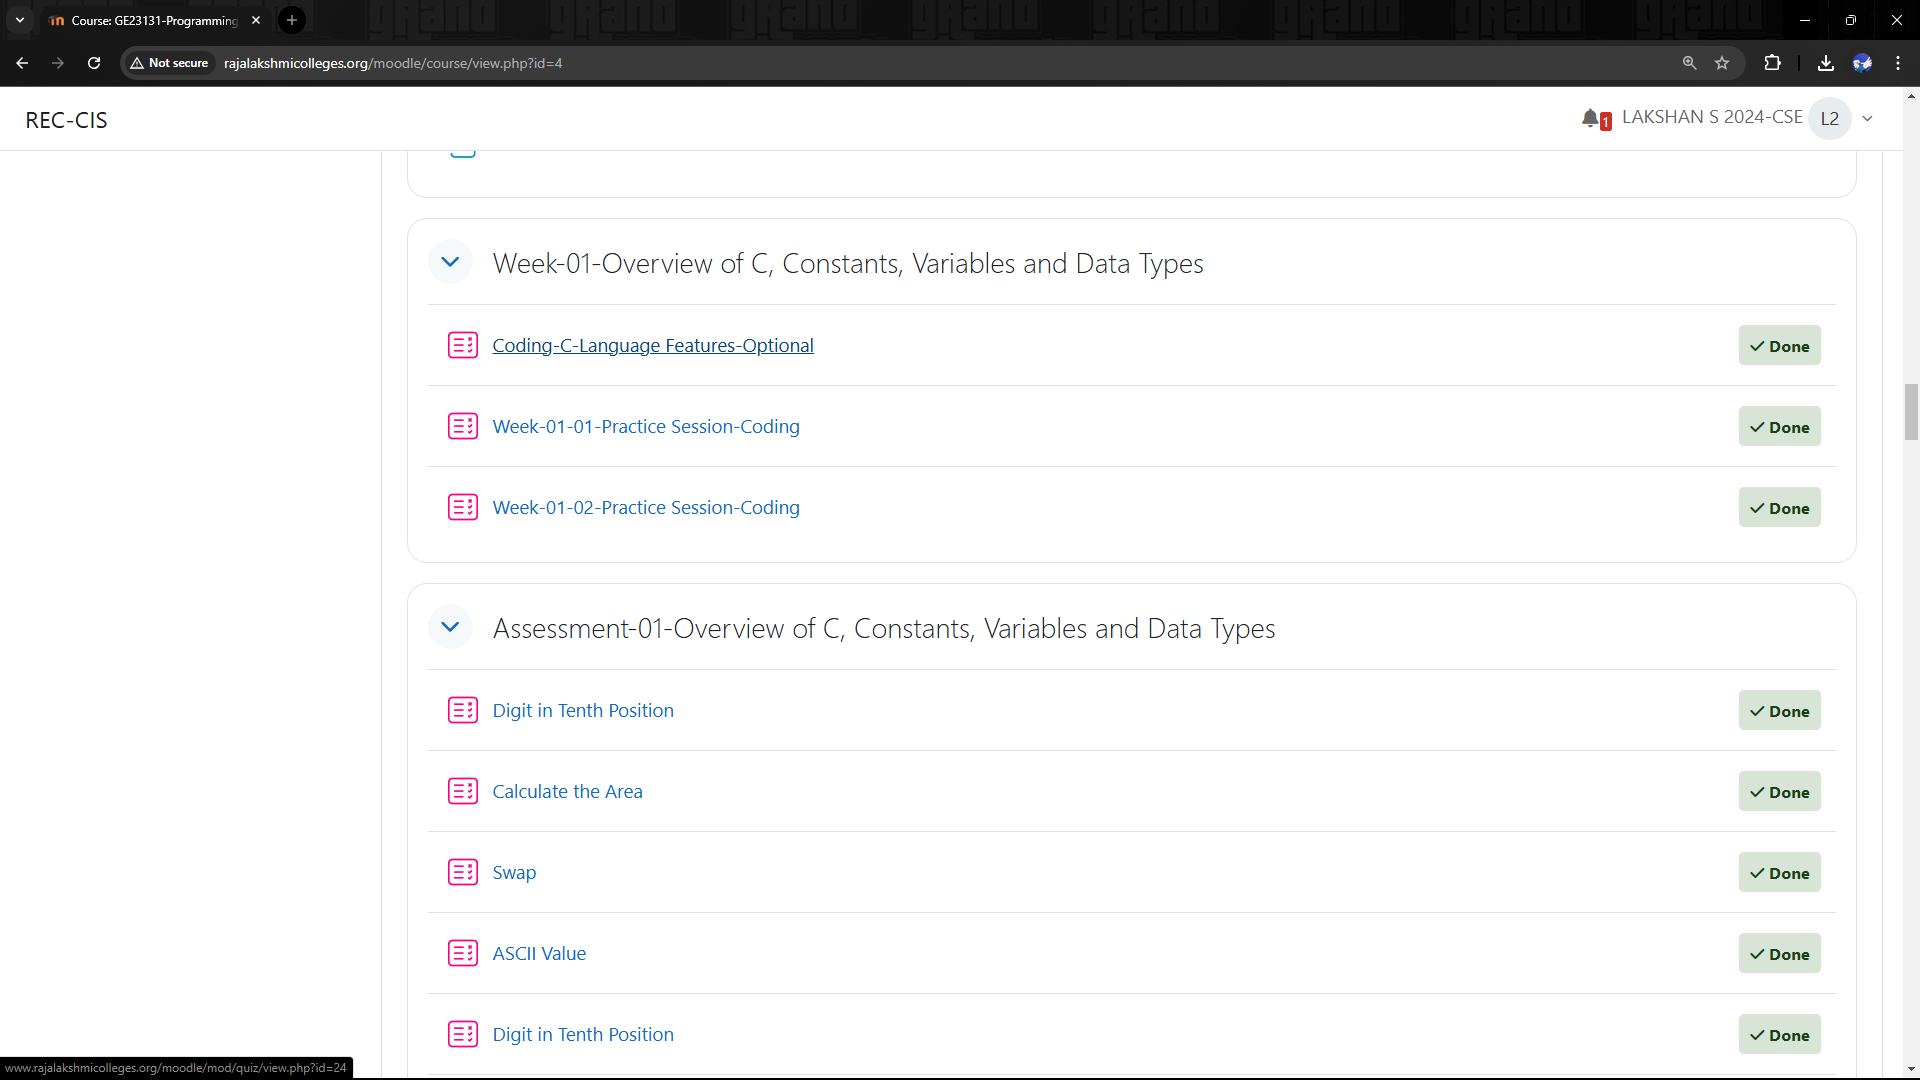 Course: GE23131-Programming
Not secure
rajalakshmicolleges.org/moodle/course/view.php?id=4
REC-CIS
1
LAKSHAN S 2024-CSE
L2
Week-01-Overview of C, Constants, Variables and Data Types
Coding-C-Language Features-Optional
Done
Week-01-01-Practice Session-Coding
Done
Week-01-02-Practice Session-Coding
Done
Assessment-01-Overview of C, Constants, Variables and Data Types
Digit in Tenth Position
Done
Calculate the Area
Done
Swap
Done
ASCII Value
Done
Digit in Tenth Position
Done
www.rajalakshmicolleges.org/moodle/mod/quiz/view.php?id=24